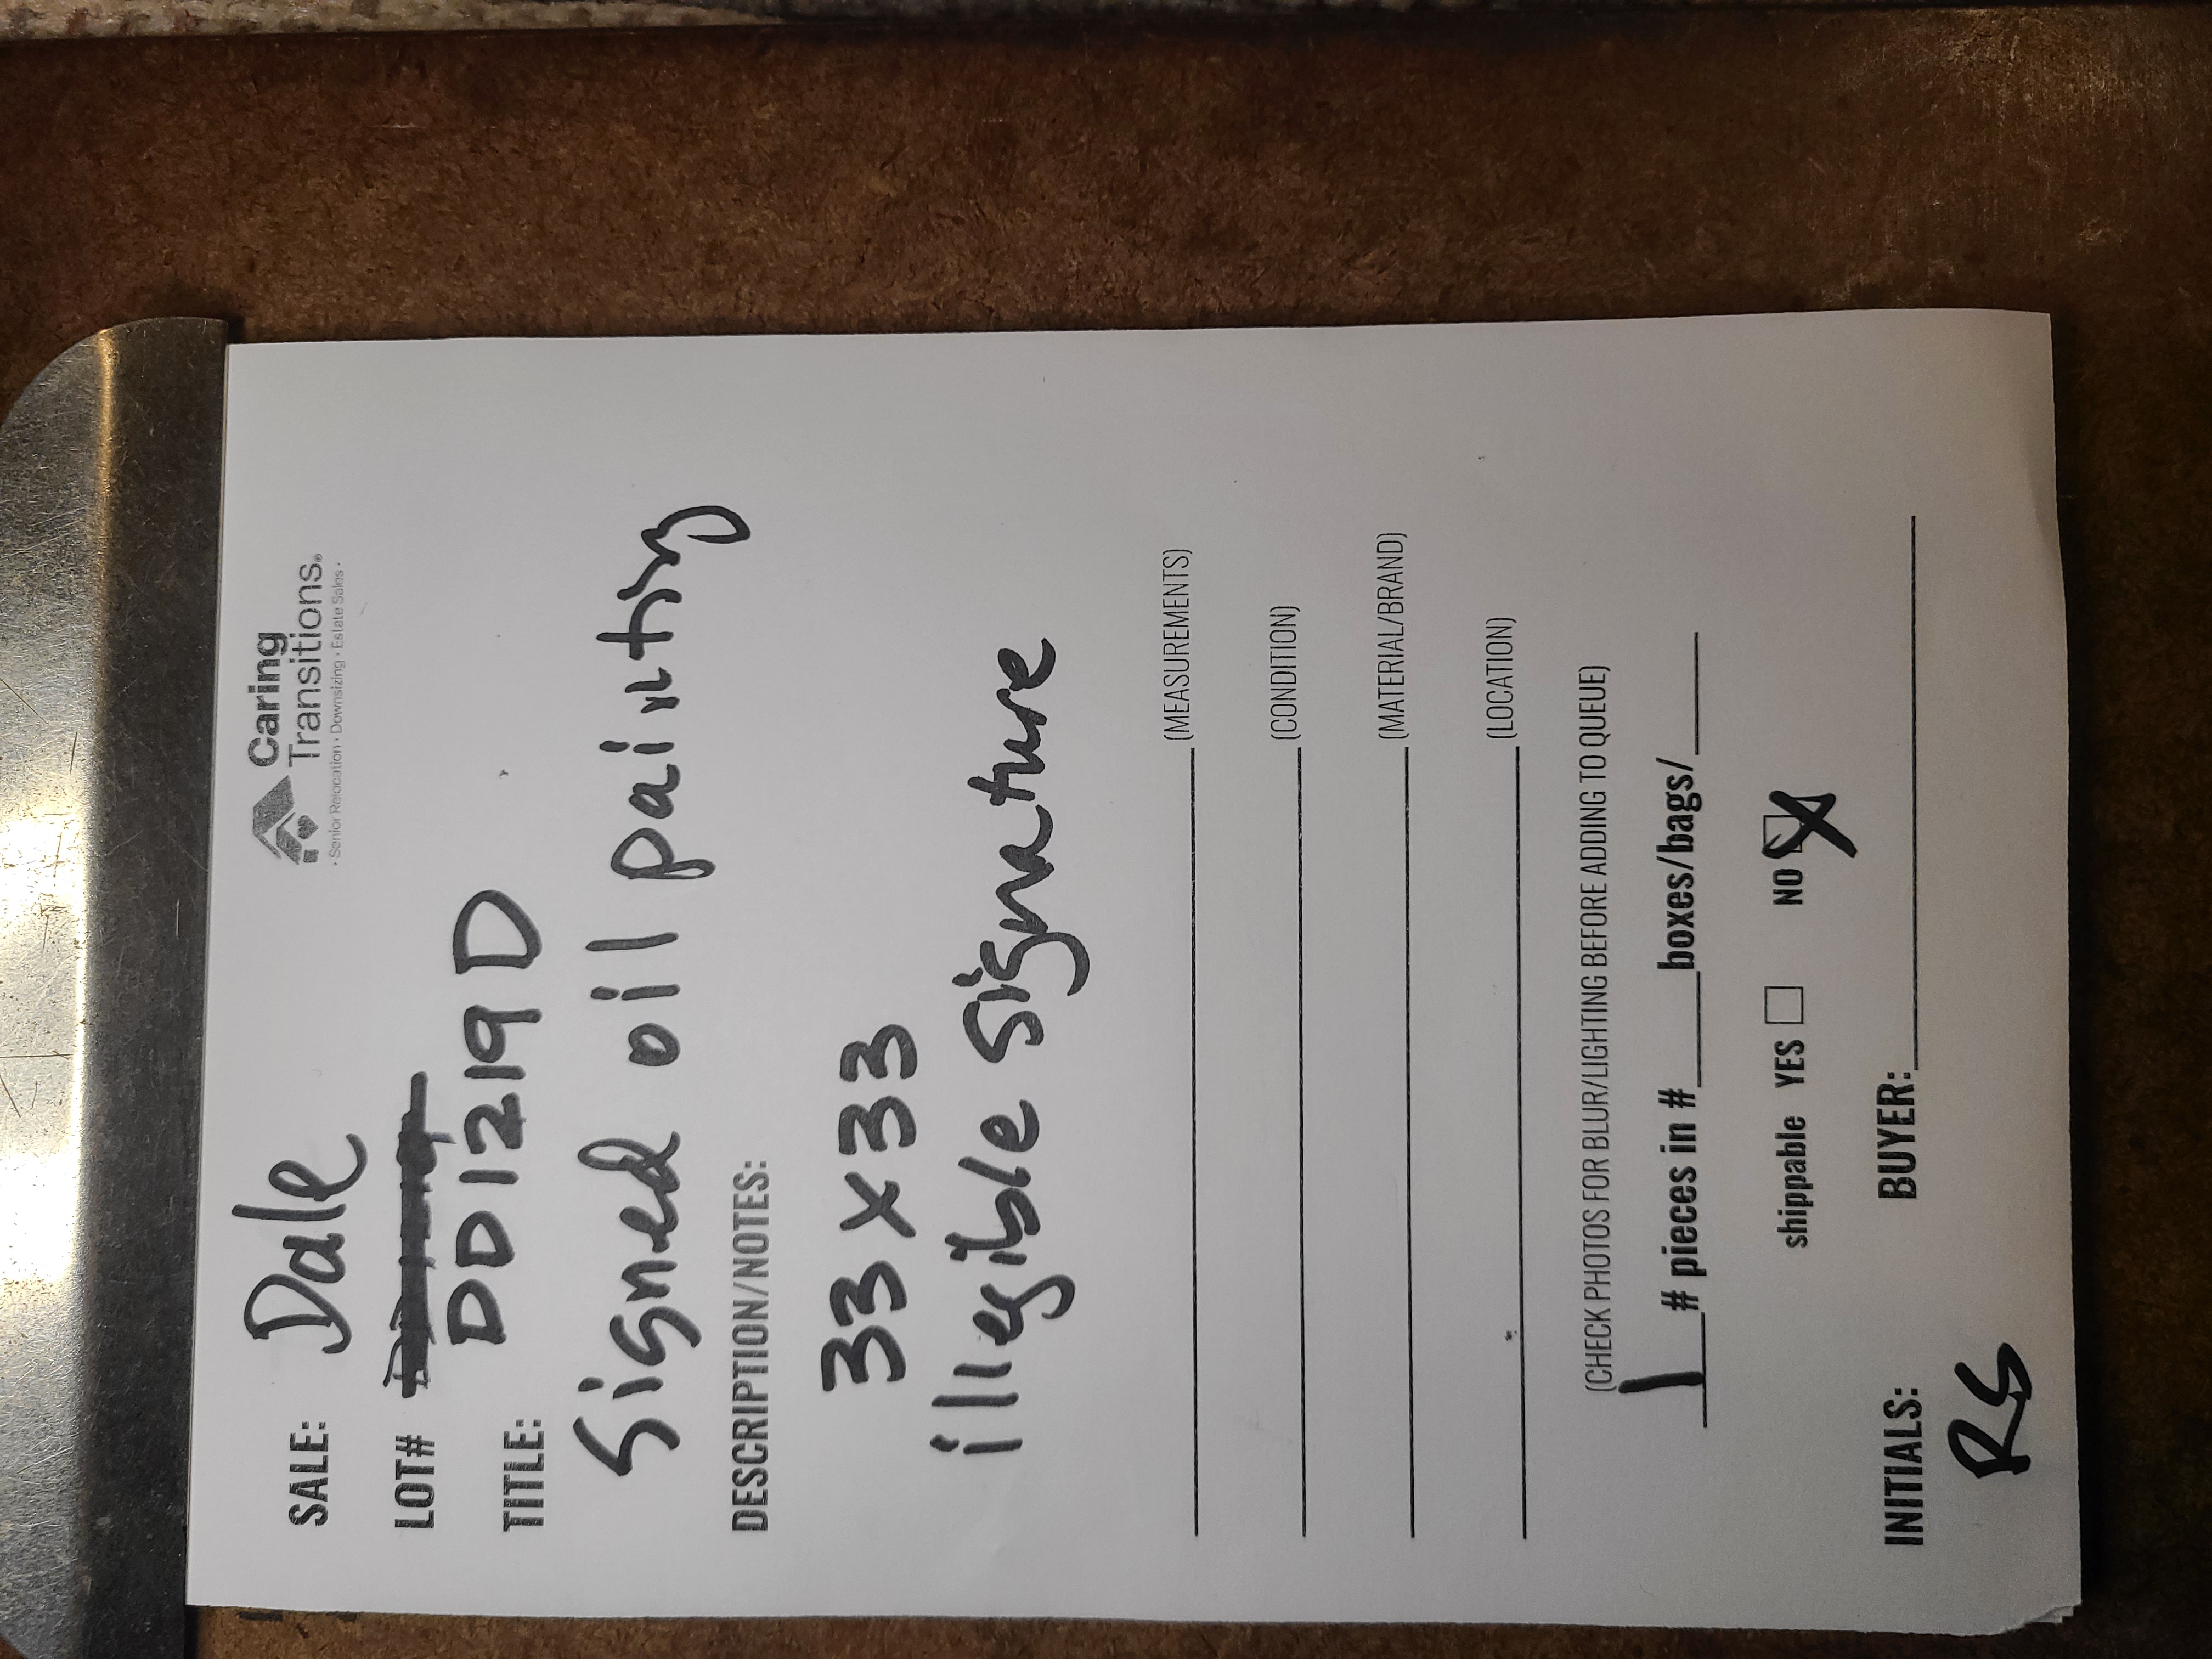 Caring
Transitions®
• Senior Relocation • Downsizing • Estate Sales •
SALE: Dale
LOT#
DD1219D
TITLE:
Signed oil painting
DESCRIPTION/NOTES:
33 x 33
illegible signature
(MEASUREMENTS)
(CONDITION)
(MATERIAL/BRAND)
(LOCATION)
(CHECK PHOTOS FOR BLUR/LIGHTING BEFORE ADDING TO QUEUE)
1 # pieces in # ____ boxes/bags/____
shippable YES ☐ NO ☒
INITIALS: BUYER:
RS